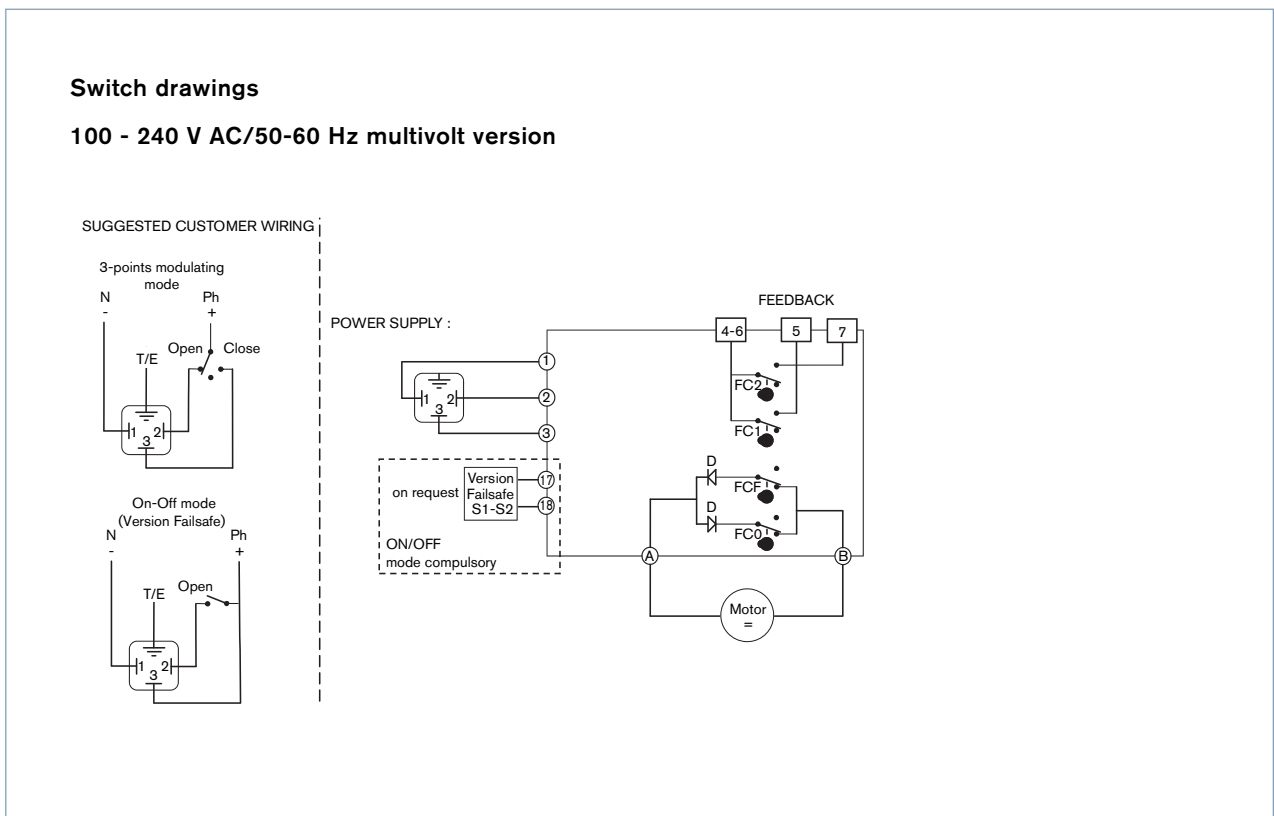 Switch drawings
100 - 240 V AC/50-60 Hz multivolt version
SUGGESTED CUSTOMER WIRING
3-points modulating
mode
N
Ph
-
+
Open
Close
T/E
1
2
3
On-Off mode
(Version Failsafe)
N
Ph
-
+
Open
T/E
1
2
3
POWER SUPPLY :
1
2
3
1
2
3
on request
Version
Failsafe
S1-S2
17
18
ON/OFF
mode compulsory
FEEDBACK
4-6
5
7
FC2
FC1
D
FCF
D
FC0
A
B
Motor
=